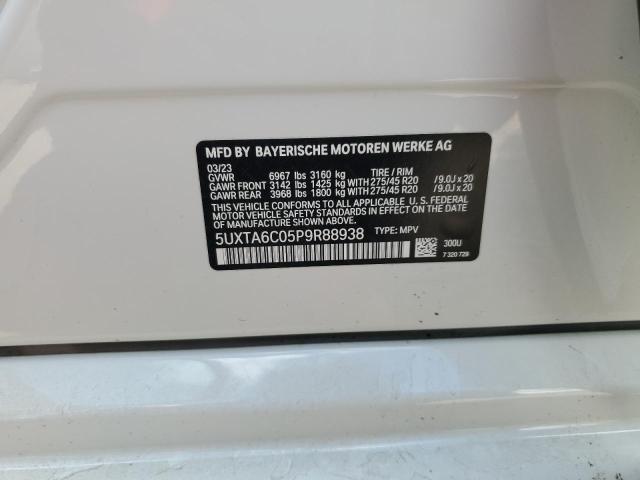 MFD BY BAYERISCHE MOTOREN WERKE AG
03/23
GVWR 6967 lbs 3160 kg TIRE / RIM
GAWR FRONT 3142 lbs 1425 kg WITH 275/45 R20 / 9.0J x 20
GAWR REAR 3968 lbs 1800 kg WITH 275/45 R20 / 9.0J x 20
THIS VEHICLE CONFORMS TO ALL APPLICABLE U. S. FEDERAL
MOTOR VEHICLE SAFETY STANDARDS IN EFFECT
ON THE DATE OF MANUFACTURE SHOWN ABOVE.
5UXTA6C05P9R88938 TYPE: MPV
300U
7 320 729